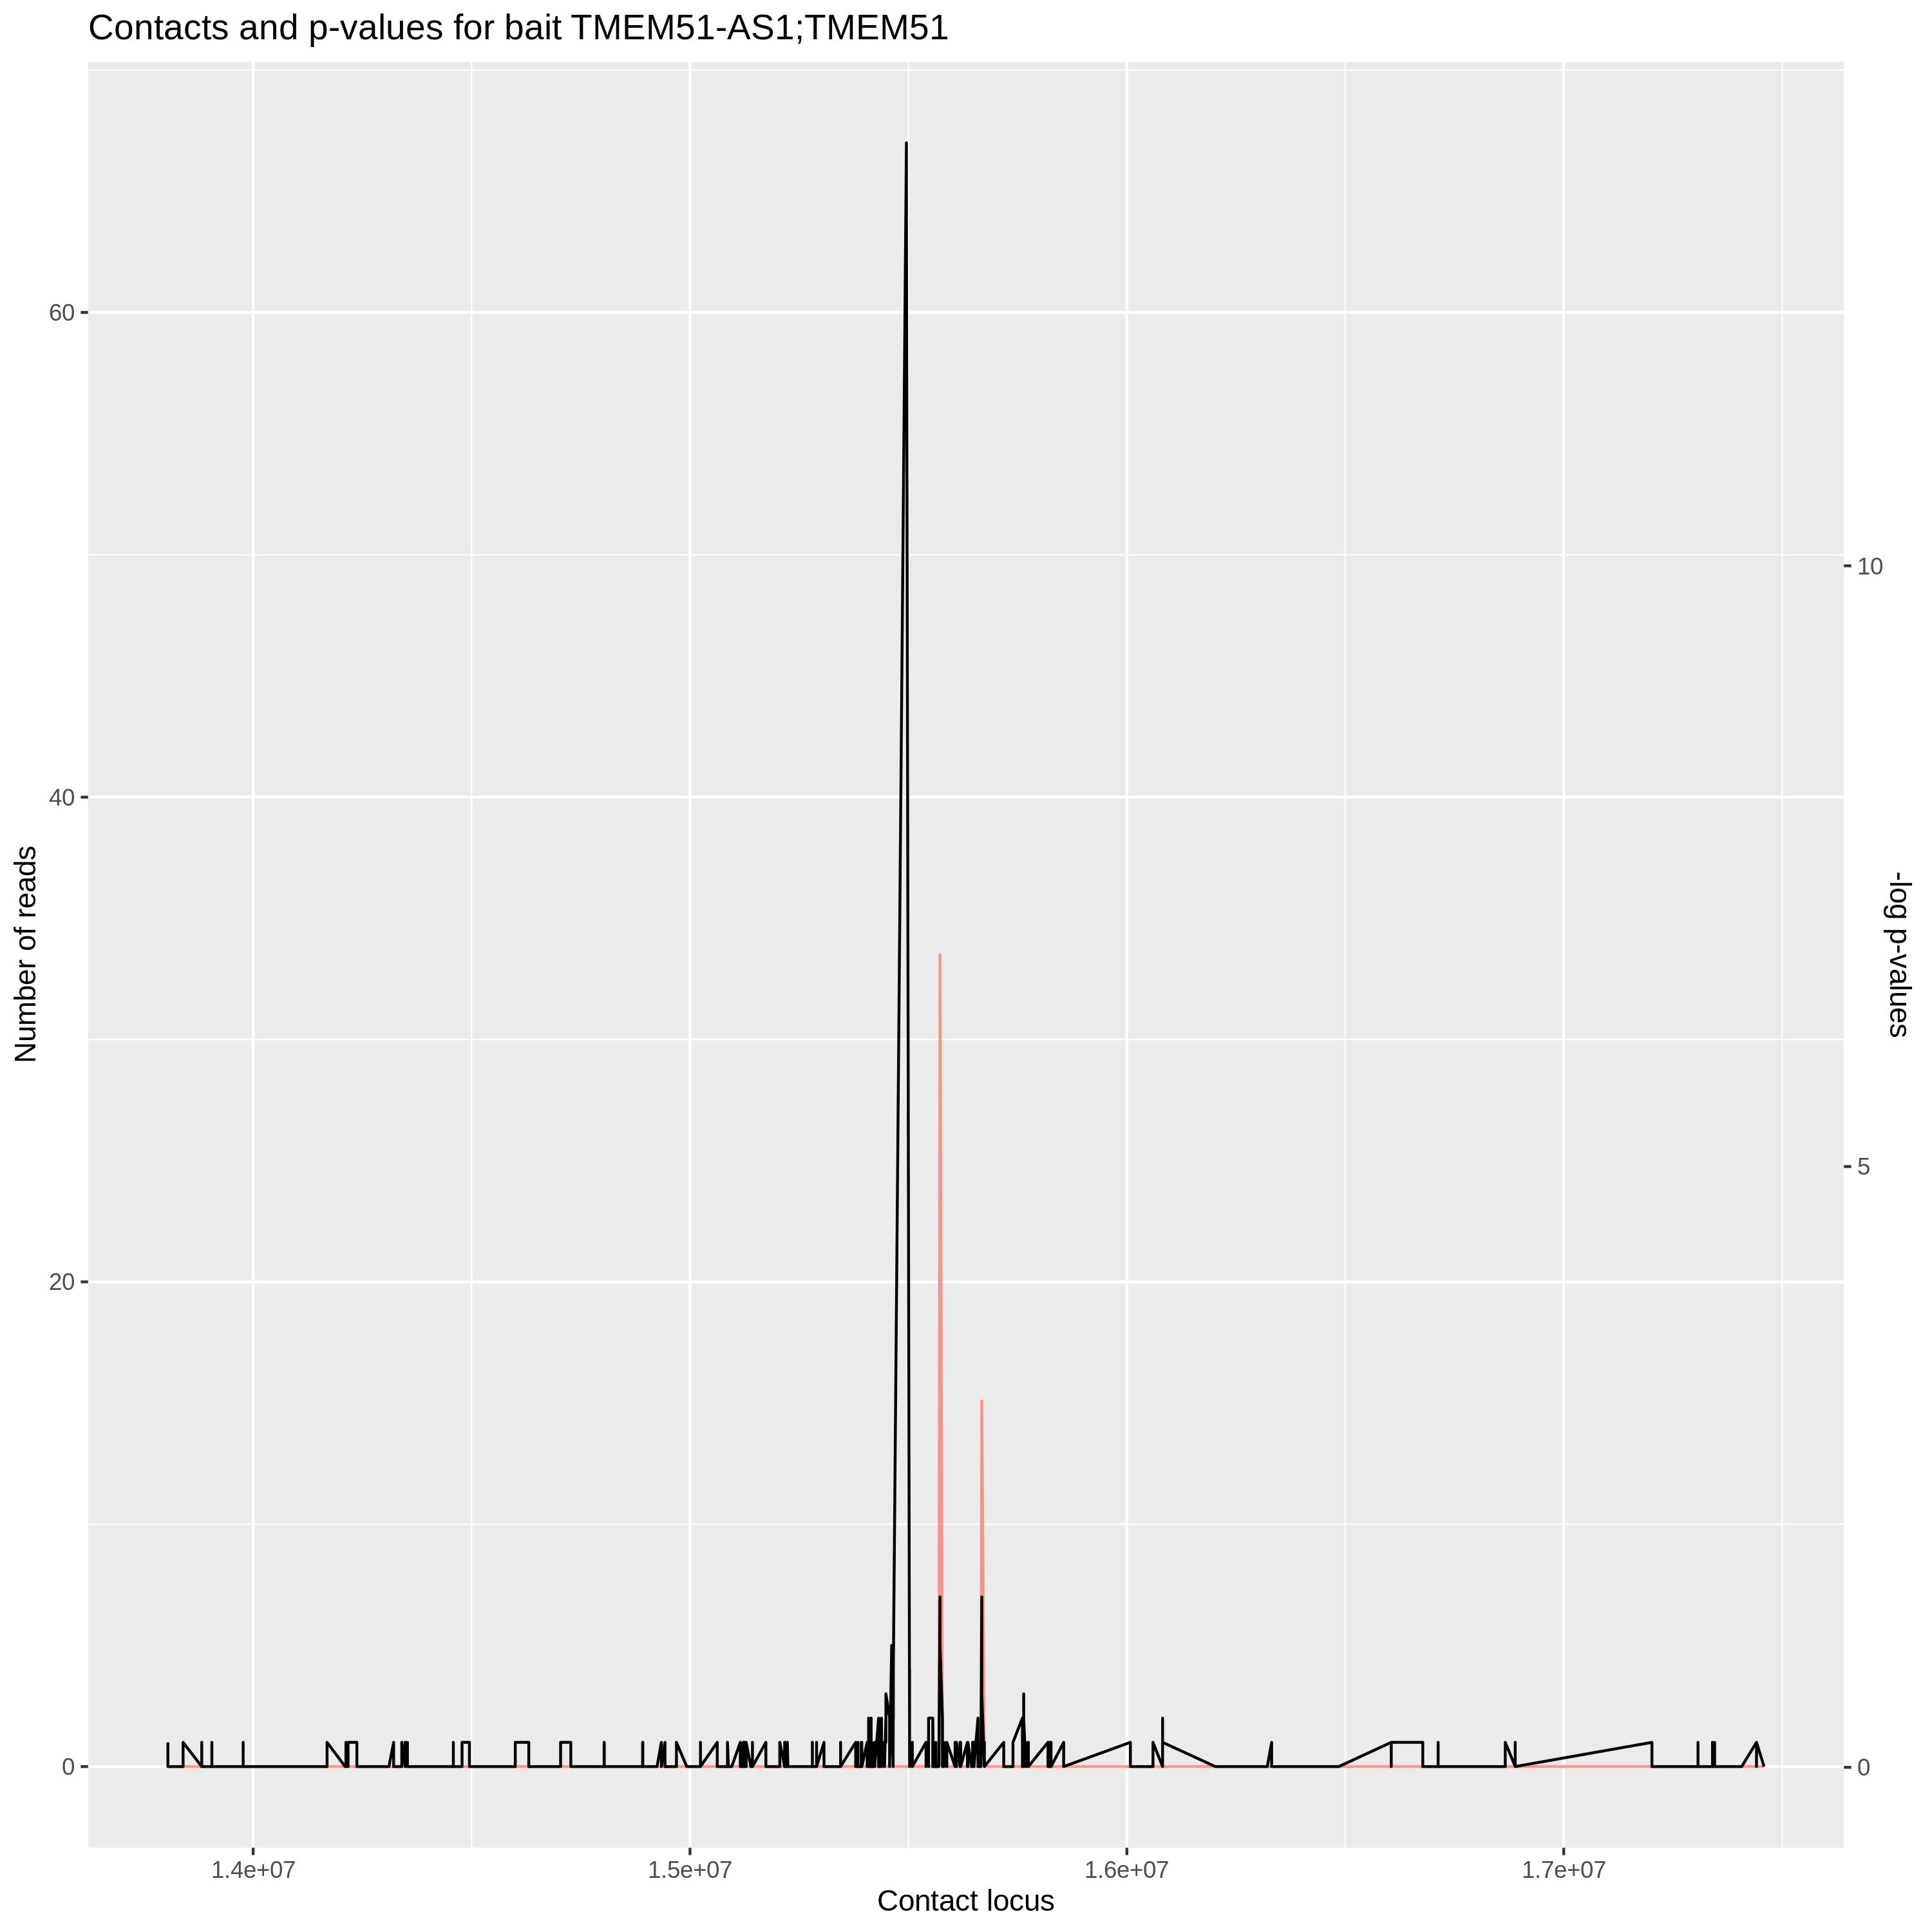 Contacts and p-values for bait TMEM51-AS1;TMEM51
60
40
20
0
Number of reads
10
5
0
-log p-values
1.4e+07 1.5e+07 1.6e+07 1.7e+07
Contact locus